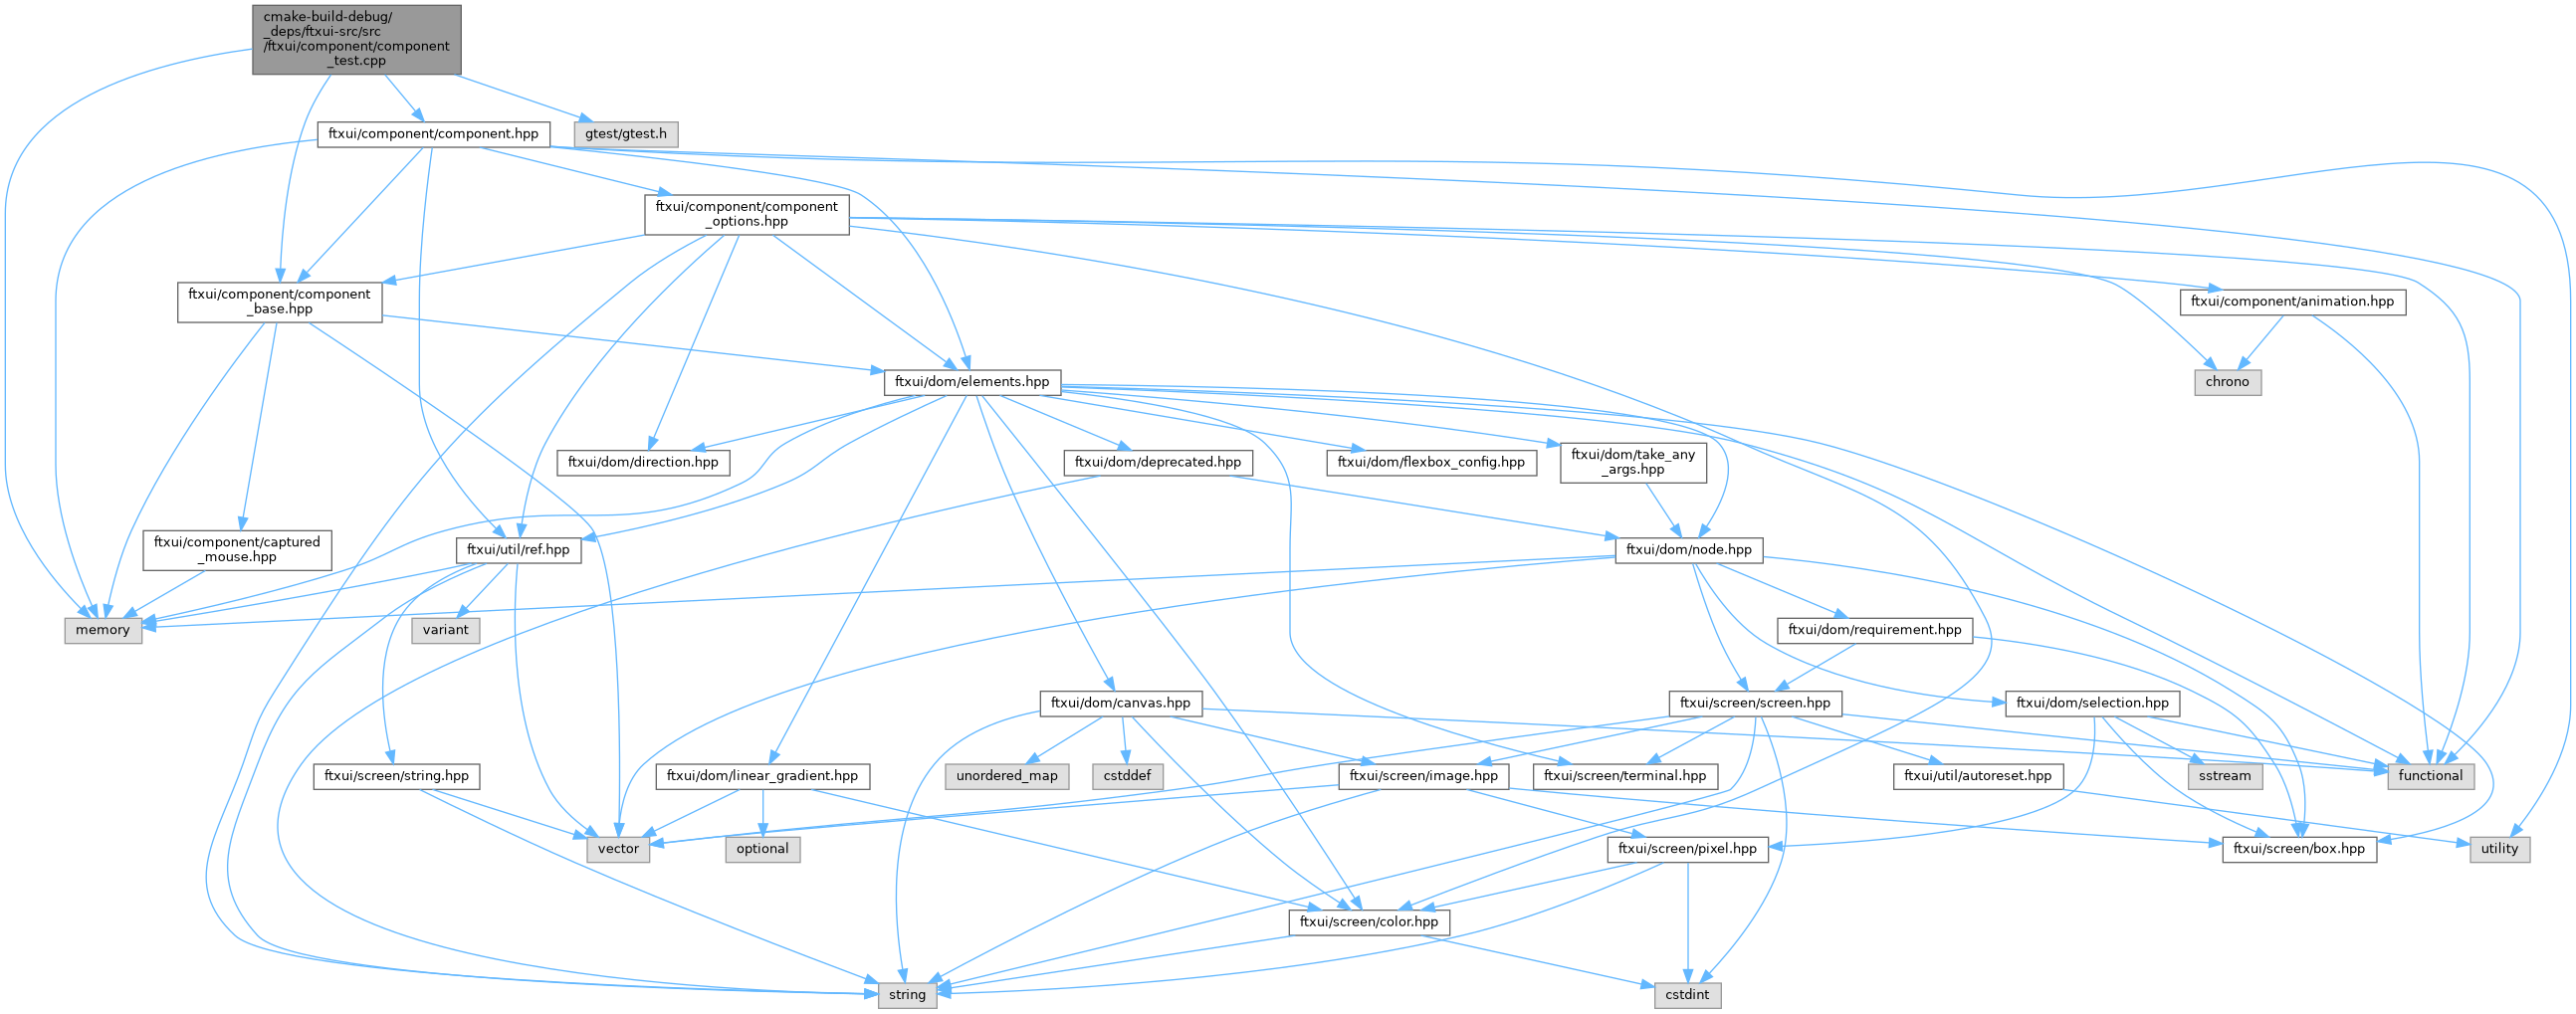 cmake-build-debug/
_deps/ftxui-src/src
/ftxui/component/component
_test.cpp
ftxui/component/component.hpp
gtest/gtest.h
ftxui/component/component
_options.hpp
ftxui/component/component
_base.hpp
ftxui/component/animation.hpp
ftxui/dom/elements.hpp
chrono
ftxui/dom/direction.hpp
ftxui/dom/deprecated.hpp
ftxui/dom/flexbox_config.hpp
ftxui/dom/take_any
_args.hpp
ftxui/component/captured
_mouse.hpp
ftxui/util/ref.hpp
ftxui/dom/node.hpp
memory
variant
ftxui/dom/requirement.hpp
ftxui/dom/canvas.hpp
ftxui/screen/screen.hpp
ftxui/dom/selection.hpp
ftxui/screen/string.hpp
ftxui/dom/linear_gradient.hpp
unordered_map
cstddef
ftxui/screen/image.hpp
ftxui/screen/terminal.hpp
ftxui/util/autoreset.hpp
sstream
functional
vector
optional
ftxui/screen/pixel.hpp
ftxui/screen/box.hpp
utility
ftxui/screen/color.hpp
string
cstdint